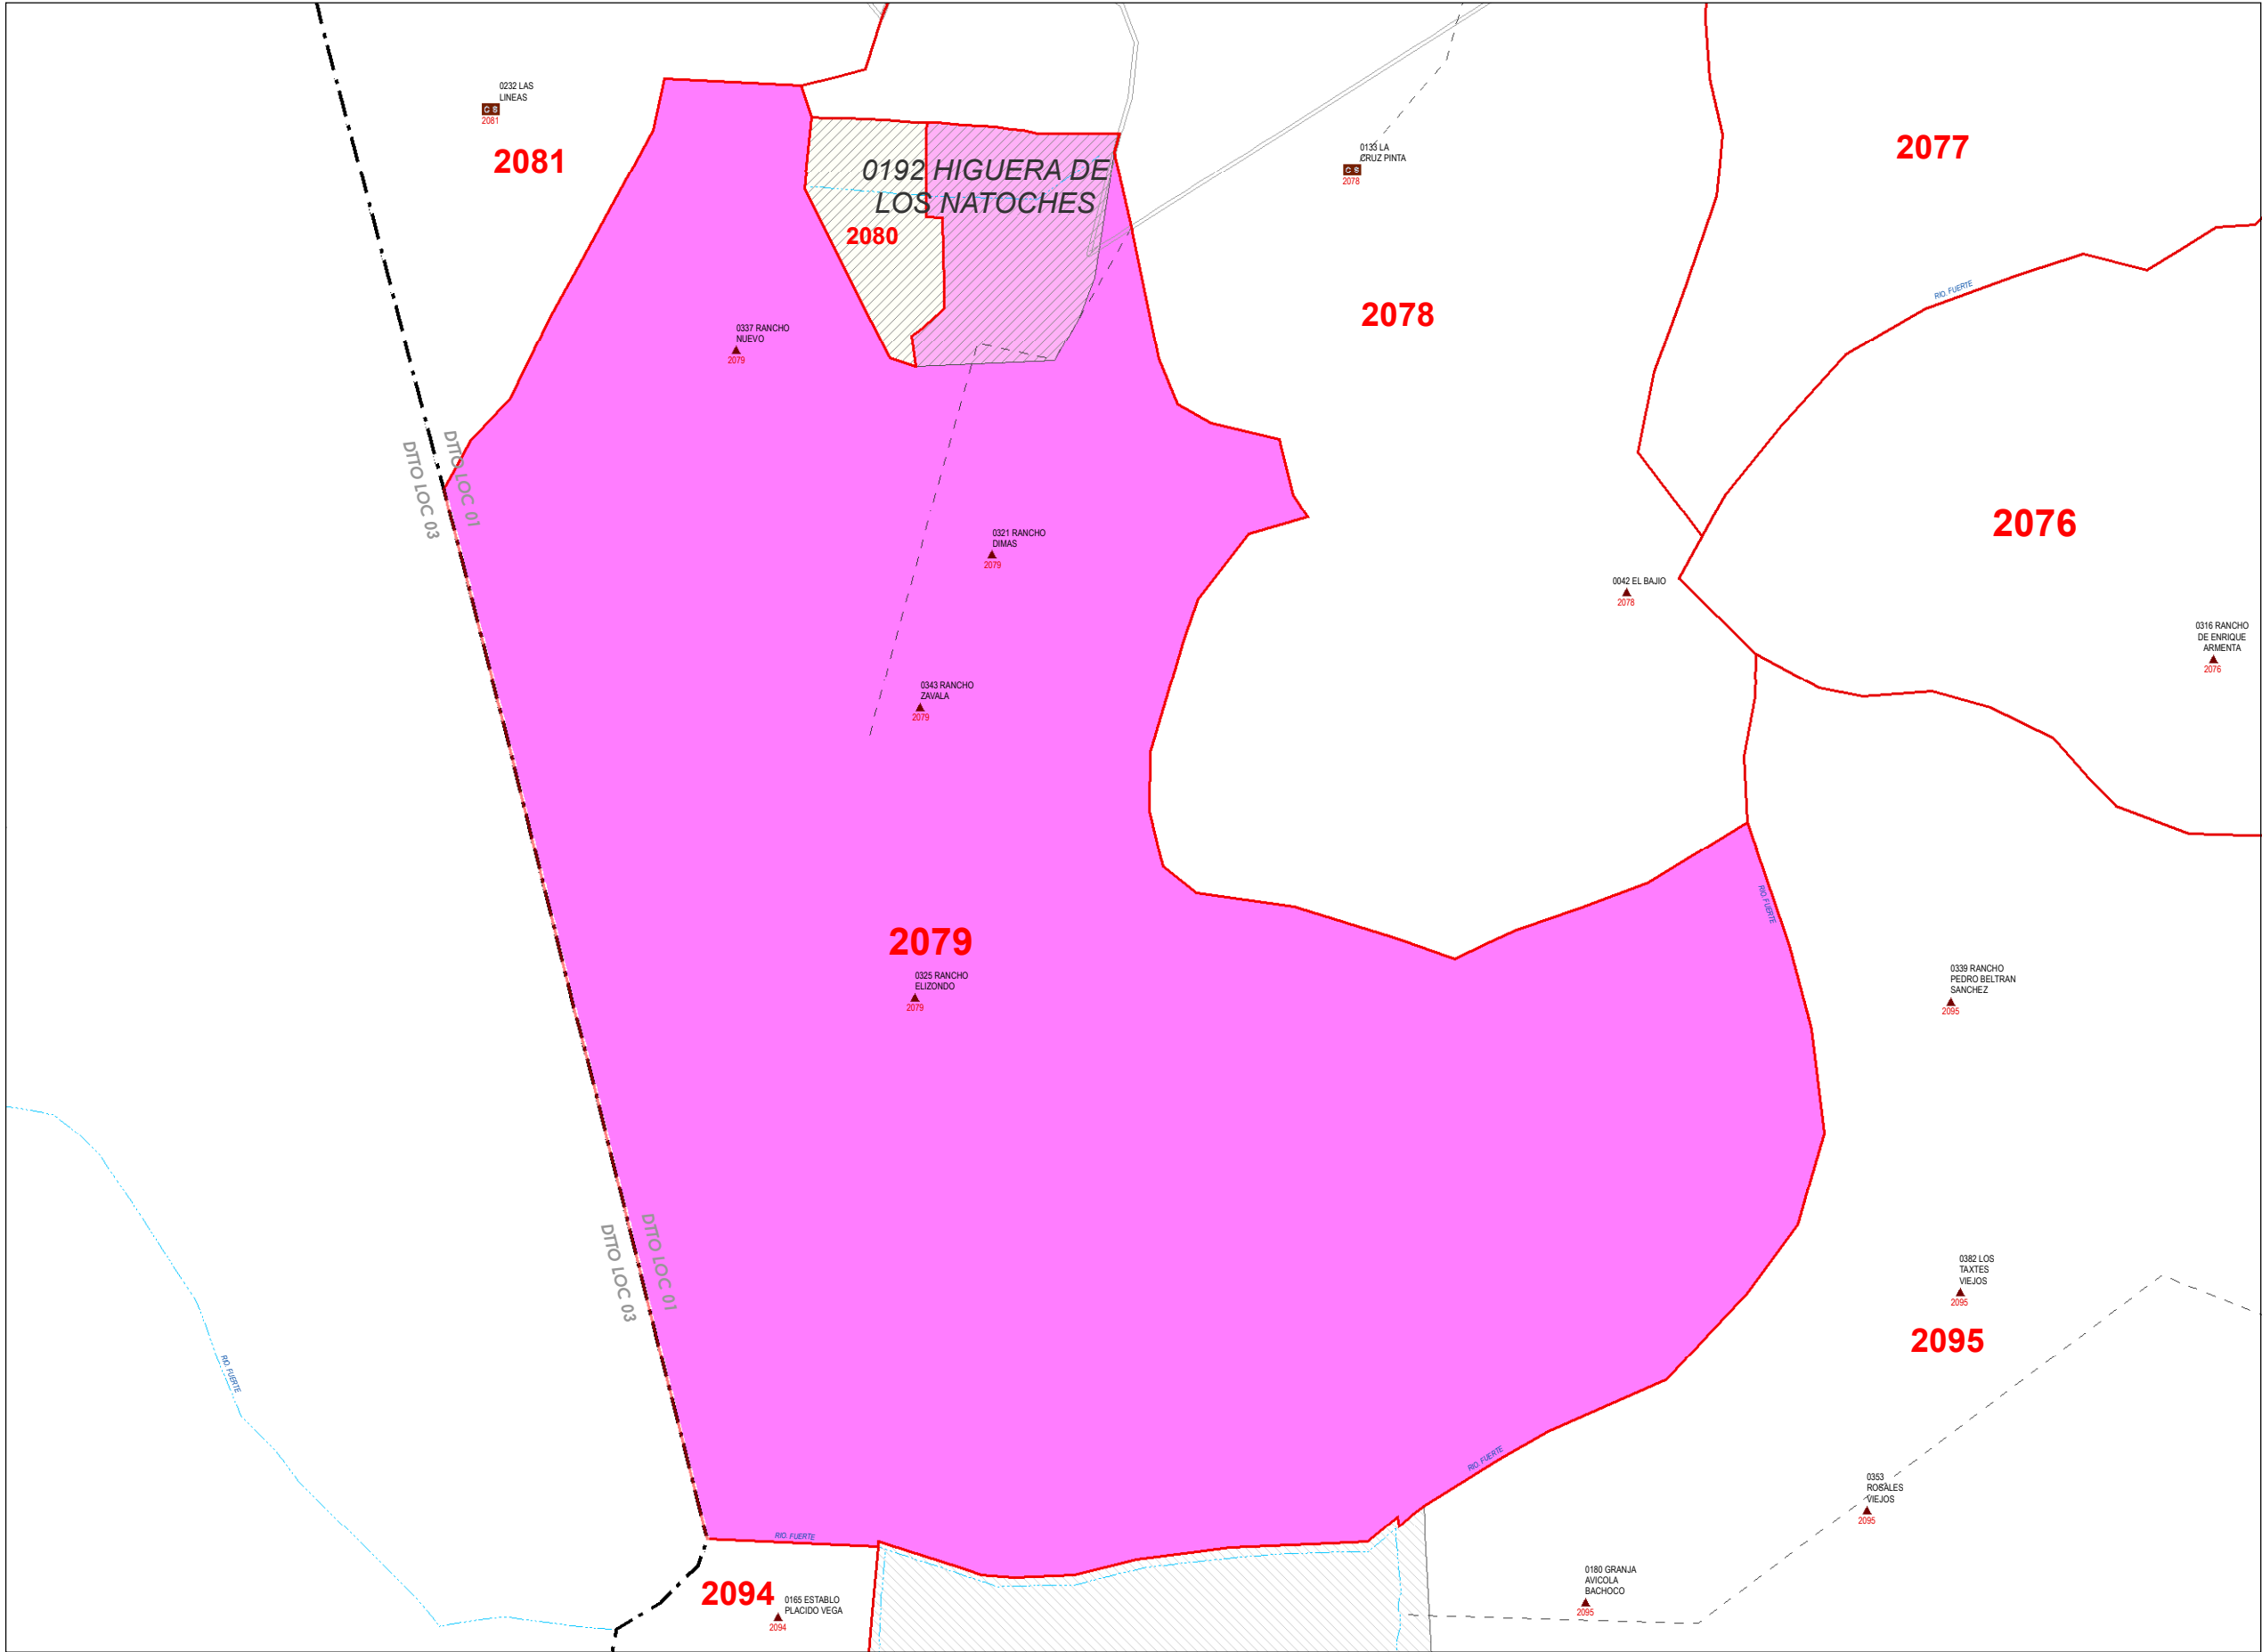 0232 LAS
LINEAS
C S
2081
2081
0192 HIGUERA DE
LOS NATOCHES
2080
0133 LA
CRUZ PINTA
C S
2078
2077
2078
RIO. FUERTE
0337 RANCHO
NUEVO
2079
DTTO LOC 01
DTTO LOC 03
0321 RANCHO
DIMAS
2079
2076
0042 EL BAJIO
2078
0316 RANCHO
DE ENRIQUE
ARMENTA
2076
0343 RANCHO
ZAVALA
2079
RIO. FUERTE
2079
0325 RANCHO
ELIZONDO
2079
0339 RANCHO
PEDRO BELTRAN
SANCHEZ
2095
DTTO LOC 01
DTTO LOC 03
0382 LOS
TAXTES
VIEJOS
2095
2095
RIO. FUERTE
RIO. FUERTE
0353
ROSALES
VIEJOS
2095
RIO. FUERTE
2094
0165 ESTABLO
PLACIDO VEGA
2094
0180 GRANJA
AVICOLA
BACHOCO
2095